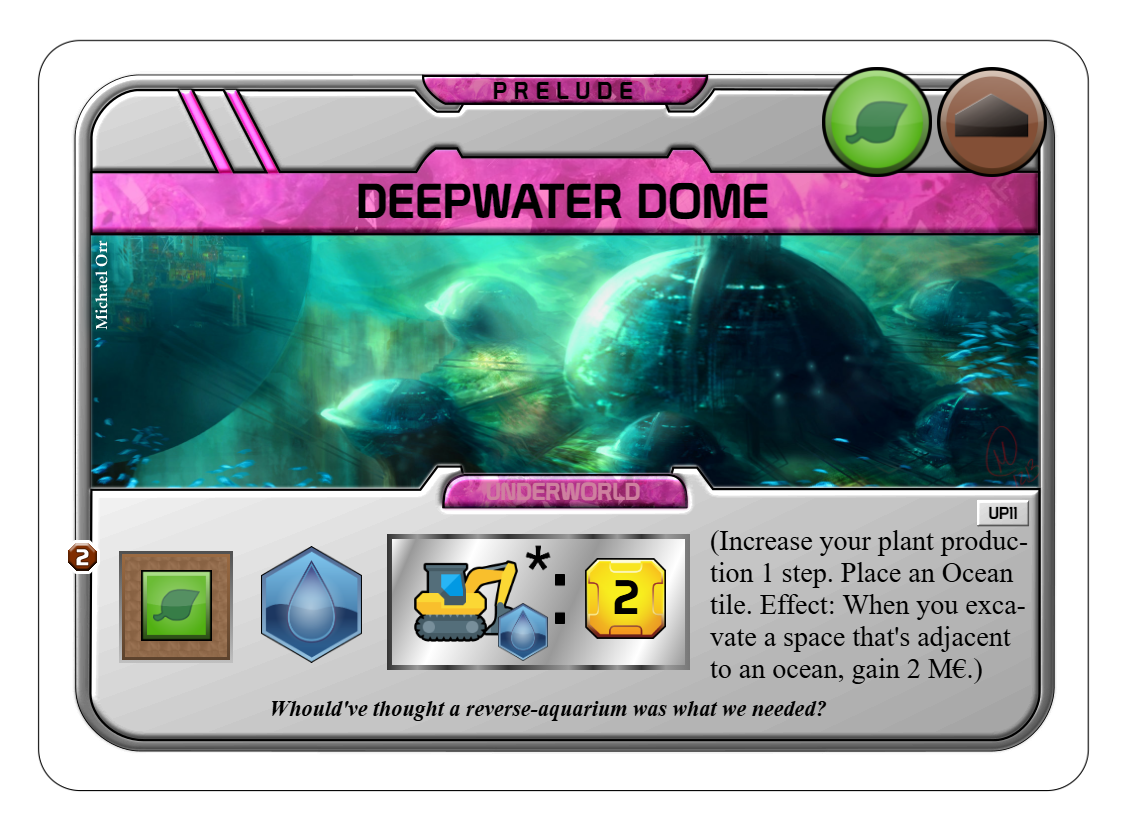 PRELUDE
DEEPWATER DOME
Michael Orr
UNDERWORLD
UP11
2
*
:
2
(Increase your plant produc-
tion 1 step. Place an Ocean
tile. Effect: When you exca-
vate a space that's adjacent
to an ocean, gain 2 M€.)
Whould've thought a reverse-aquarium was what we needed?